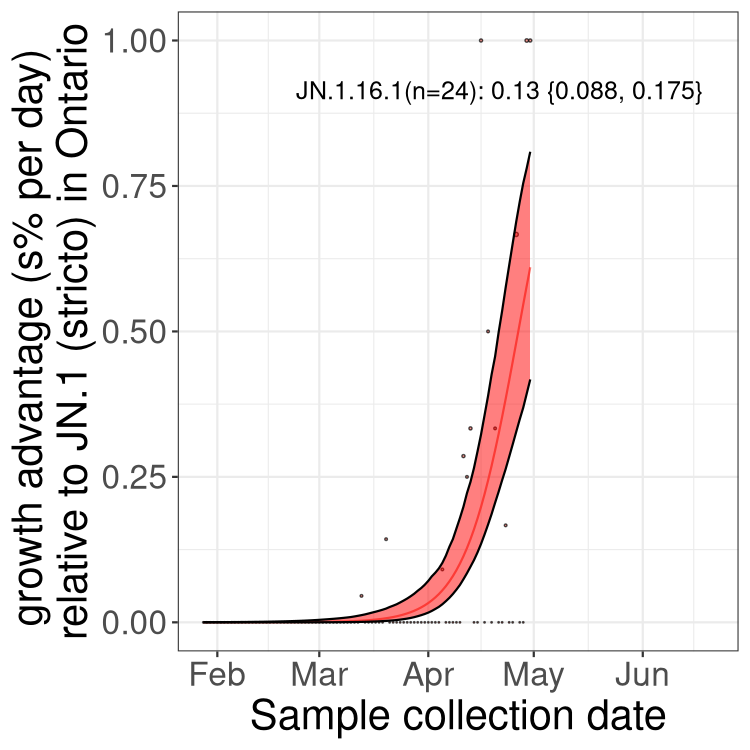 growth advantage (s% per day)
relative to JN.1 (stricto) in Ontario
1.00
JN.1.16.1(n=24): 0.13 {0.088, 0.175}
0.75
0.50
0.25
0.00
Feb Mar Apr May Jun
Sample collection date